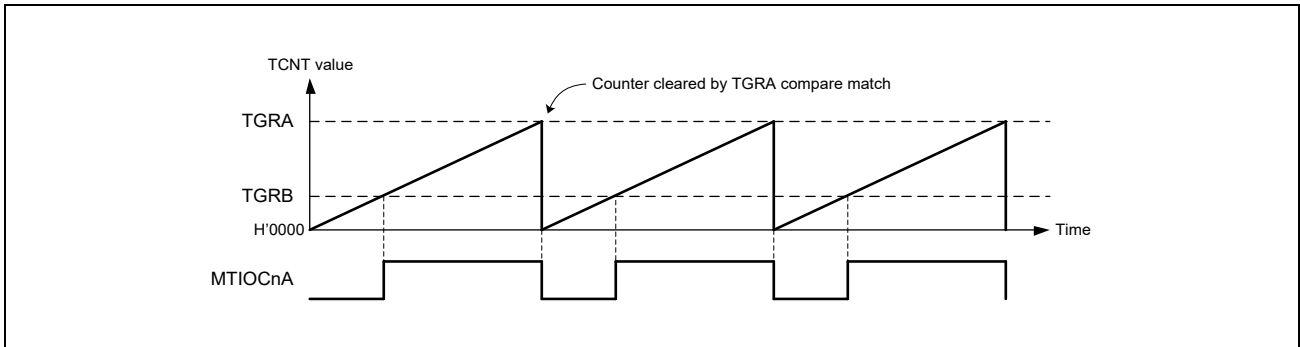 TCNT value
Counter cleared by TGRA compare match
TGRA
TGRB
H’0000
Time
MTIOCnA